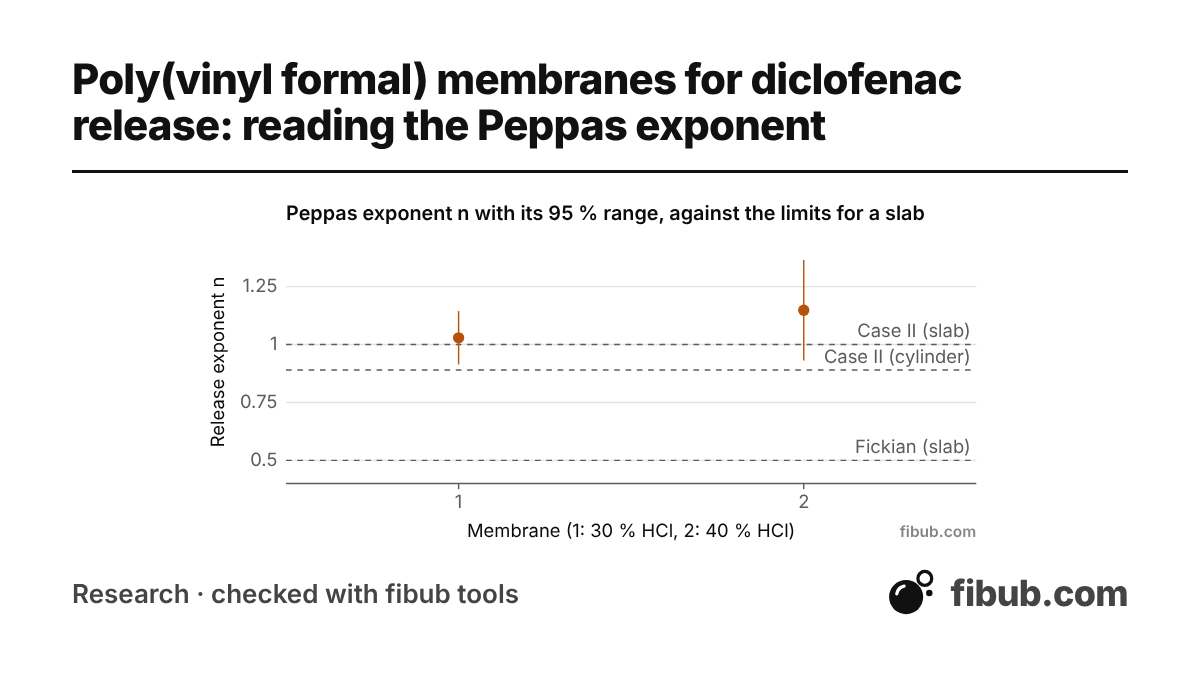 Poly(vinyl formal) membranes for diclofenac
release: reading the Peppas exponent
Peppas exponent n with its 95 % range, against the limits for a slab
Release exponent n
1.25
1
0.75
0.5
Case II (slab)
Case II (cylinder)
Fickian (slab)
1
2
Membrane (1: 30 % HCl, 2: 40 % HCl)
fibub.com
Research · checked with fibub tools
fibub.com